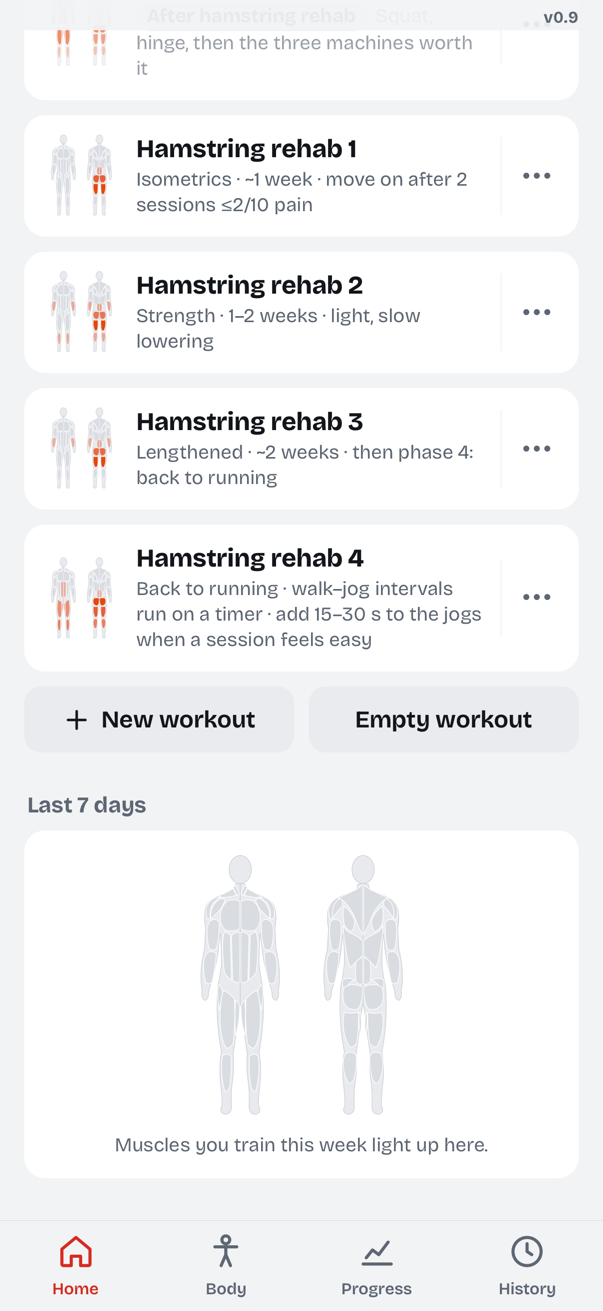 After hamstring rehab Squat,
v0.9
hinge, then the three machines worth
it
Hamstring rehab 1
Isometrics · ~1 week · move on after 2
sessions ≤2/10 pain
Hamstring rehab 2
Strength · 1–2 weeks · light, slow
lowering
Hamstring rehab 3
Lengthened · ~2 weeks · then phase 4:
back to running
Hamstring rehab 4
Back to running · walk–jog intervals
run on a timer · add 15–30 s to the jogs
when a session feels easy
+ New workout
Empty workout
Last 7 days
Muscles you train this week light up here.
Home
Body
Progress
History